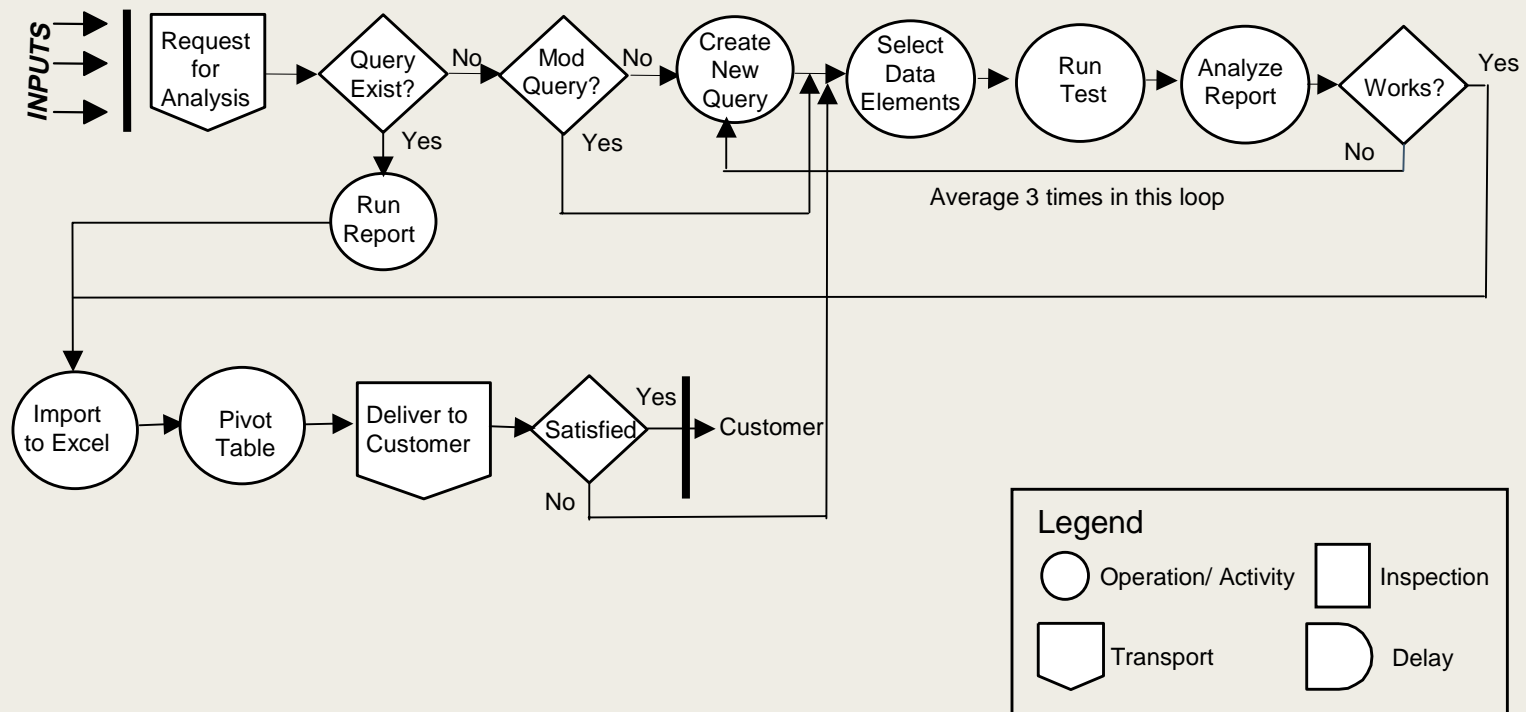 INPUTS
Request
for
Analysis
Query
Exist?
No
Yes
Mod
Query?
No
Yes
Create
New
Query
Select
Data
Elements
Run
Test
Analyze
Report
Works?
Yes
No
Average 3 times in this loop
Run
Report
Import
to Excel
Pivot
Table
Deliver to
Customer
Satisfied
Yes
No
Customer
Legend
Operation/ Activity
Inspection
Transport
Delay